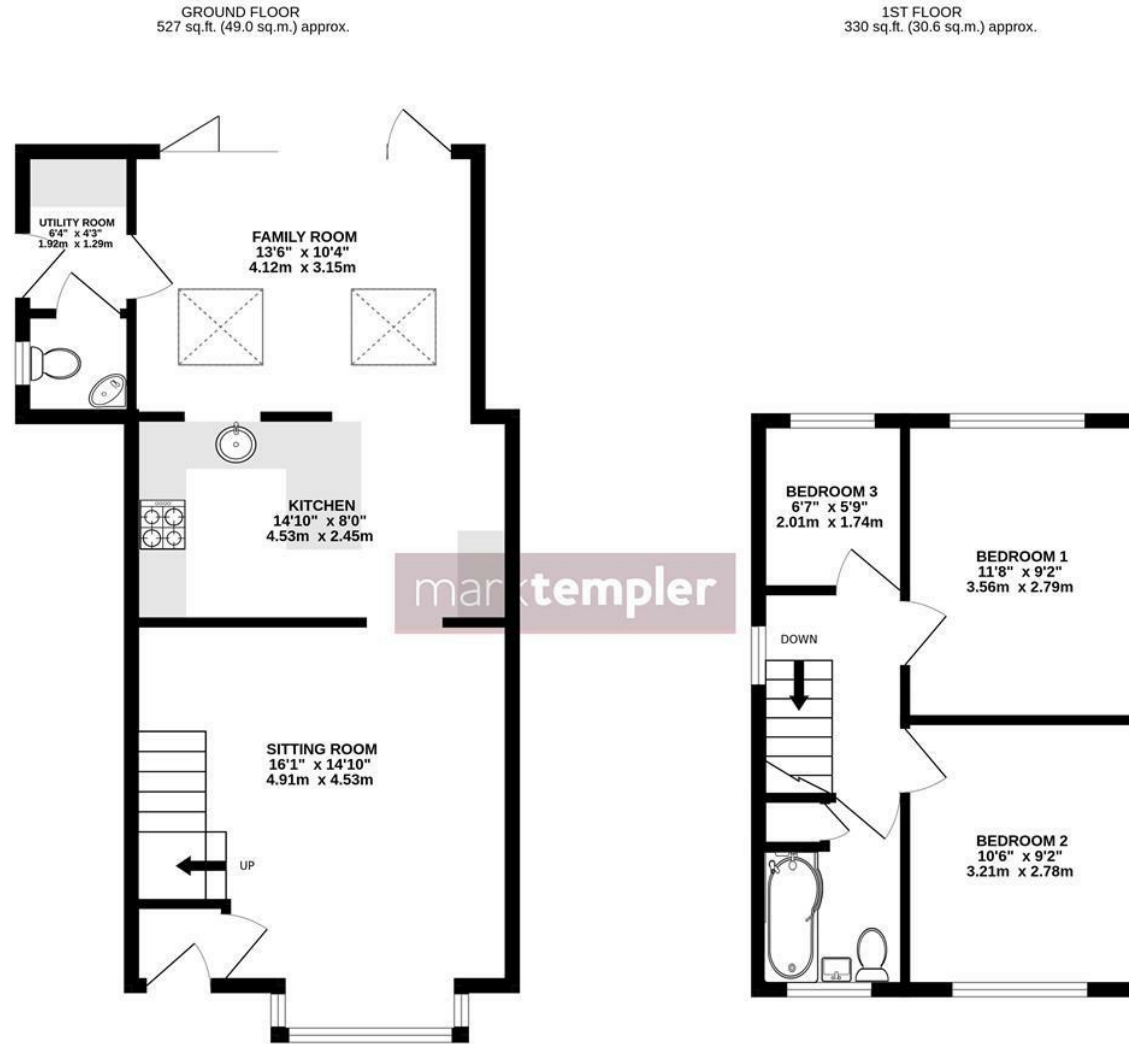 GROUND FLOOR
527 sq.ft. (49.0 sq.m.) approx.
1ST FLOOR
330 sq.ft. (30.6 sq.m.) approx.
UTILITY ROOM
6'4" x 4'3"
1.92m x 1.29m
FAMILY ROOM
13'6" x 10'4"
4.12m x 3.15m
KITCHEN
14'10" x 8'0"
4.53m x 2.45m
marktempler
SITTING ROOM
16'1" x 14'10"
4.91m x 4.53m
UP
BEDROOM 3
6'7" x 5'9"
2.01m x 1.74m
BEDROOM 1
11'8" x 9'2"
3.56m x 2.79m
DOWN
BEDROOM 2
10'6" x 9'2"
3.21m x 2.78m